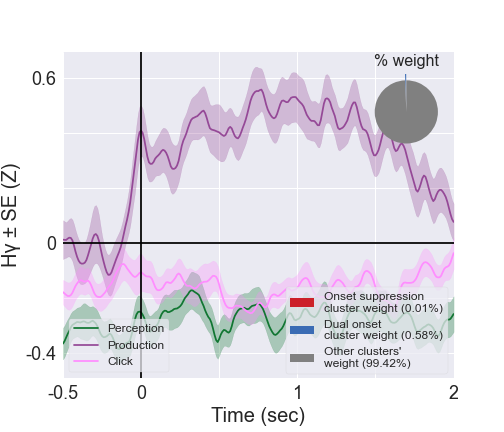 % weight
0.6
0
-0.4
Hγ ± SE (Z)
Perception
Production
Click
Onset suppression
cluster weight (0.01%)
Dual onset
cluster weight (0.58%)
Other clusters'
weight (99.42%)
-0.5
0
1
2
Time (sec)